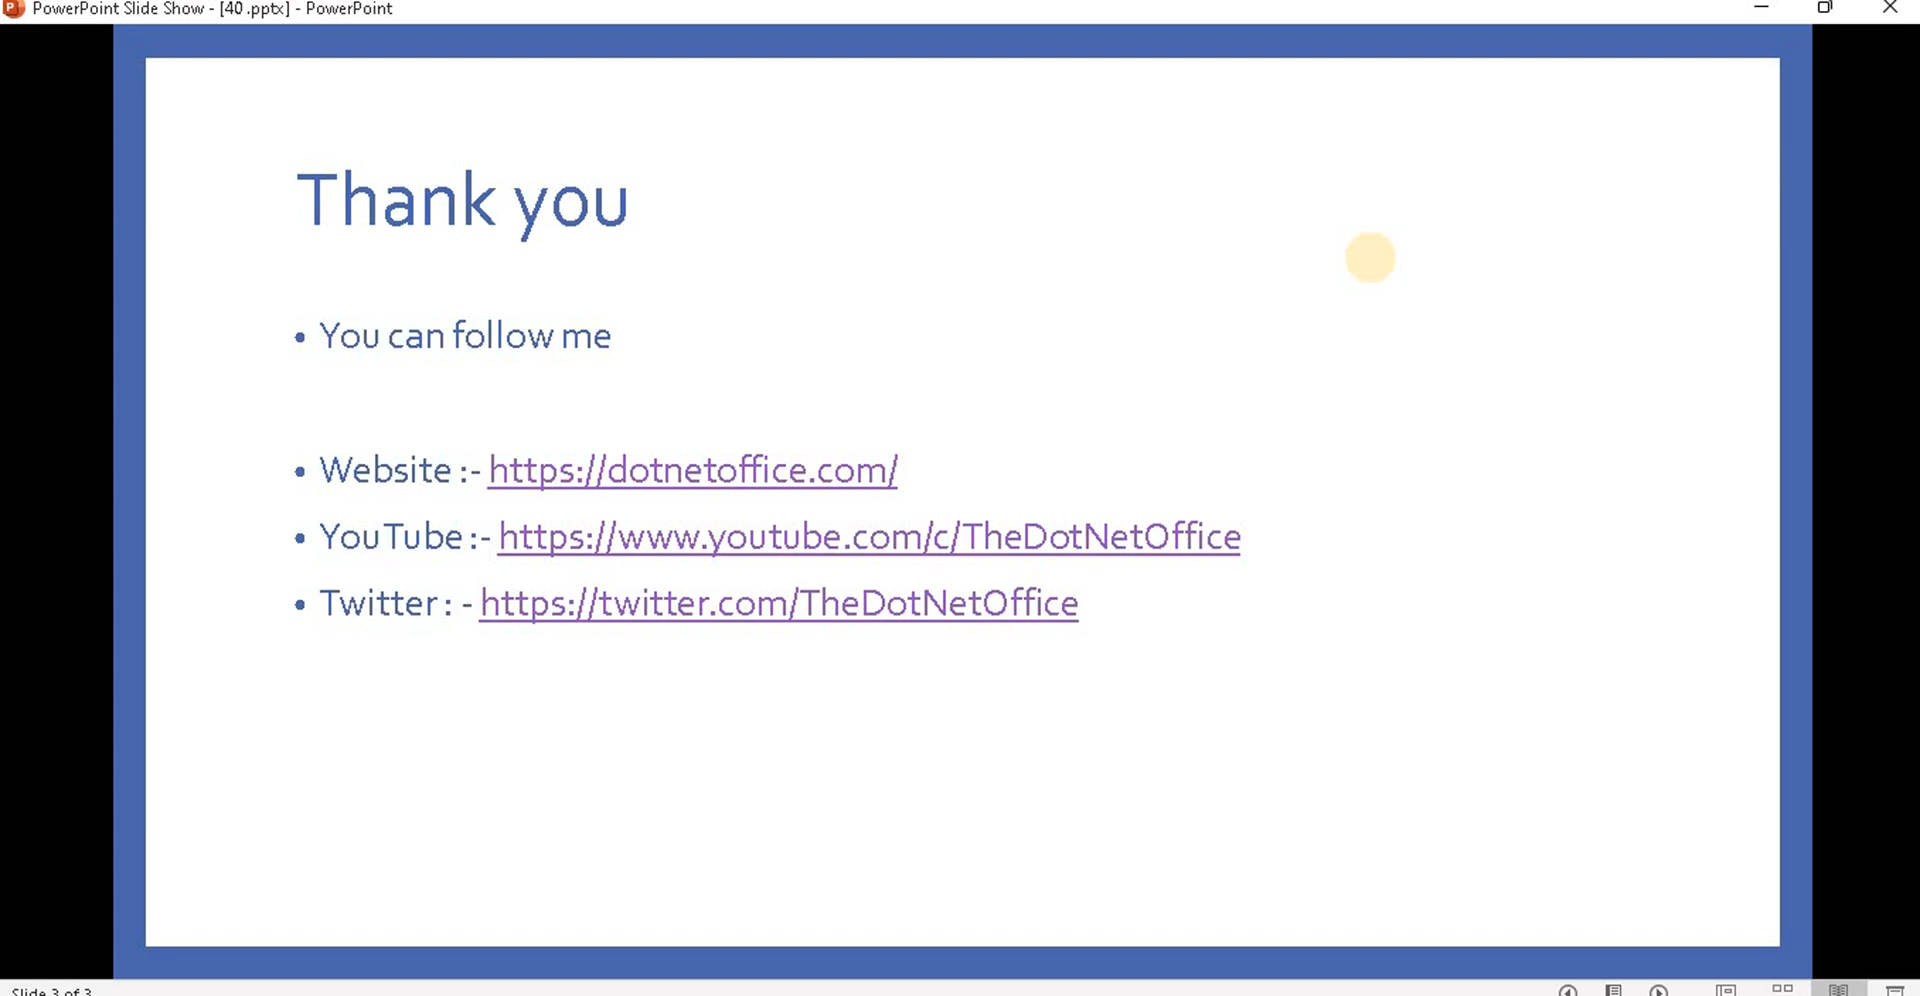 PowerPoint Slide Show - [40 .pptx] - PowerPoint
Thank you
• You can follow me
• Website :- https://dotnetoffice.com/
• YouTube :- https://www.youtube.com/c/TheDotNetOffice
• Twitter : - https://twitter.com/TheDotNetOffice
Slide 3 of 3